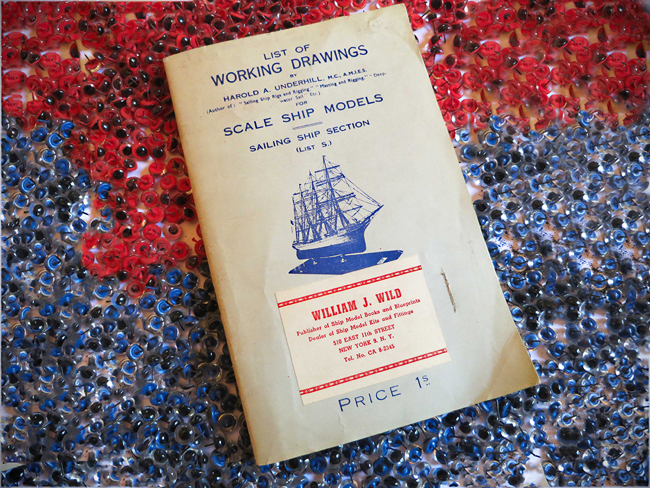 LIST OF
WORKING DRAWINGS
BY
HAROLD A. UNDERHILL, M.C., A.M.I.E.S.
(Author of: "Sailing Ship Rigs and Rigging," "Masting and Rigging," "Deep-
water Sail" Etc.)
FOR
SCALE SHIP MODELS
SAILING SHIP SECTION
(LIST S.)
WILLIAM J. WILD
Publisher of Ship Model Books and Blueprints
Dealer of Ship Model Kits and Fittings
510 EAST 11th STREET
NEW YORK 9, N. Y.
Tel. No. CA 8-2345
PRICE 1s